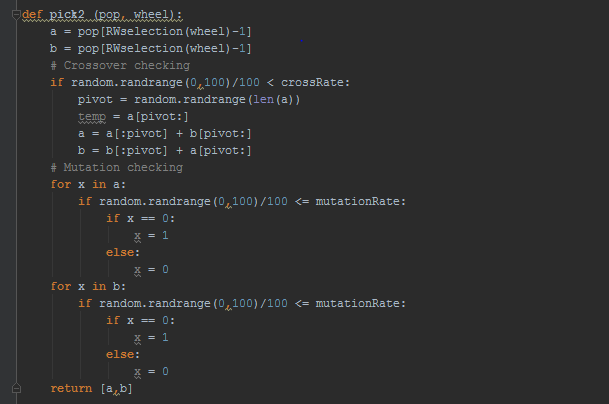 def pick2 (pop, wheel):
    a = pop[RWselection(wheel)-1]
    b = pop[RWselection(wheel)-1]
    # Crossover checking
    if random.randrange(0,100)/100 < crossRate:
        pivot = random.randrange(len(a))
        temp = a[pivot:]
        a = a[:pivot] + b[pivot:]
        b = b[:pivot] + a[pivot:]
    # Mutation checking
    for x in a:
        if random.randrange(0,100)/100 <= mutationRate:
            if x == 0:
                x = 1
            else:
                x = 0
    for x in b:
        if random.randrange(0,100)/100 <= mutationRate:
            if x == 0:
                x = 1
            else:
                x = 0
    return [a,b]